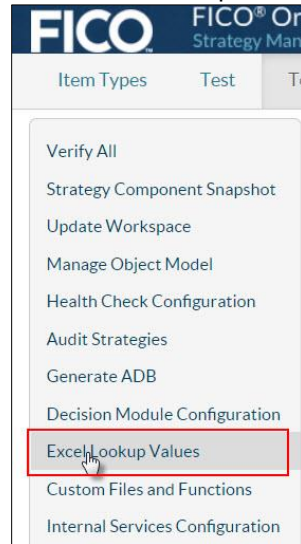 FICO
FICO® Or
Strategy Man
Item Types Test T
Verify All
Strategy Component Snapshot
Update Workspace
Manage Object Model
Health Check Configuration
Audit Strategies
Generate ADB
Decision Module Configuration
Excel Lookup Values
Custom Files and Functions
Internal Services Configuration